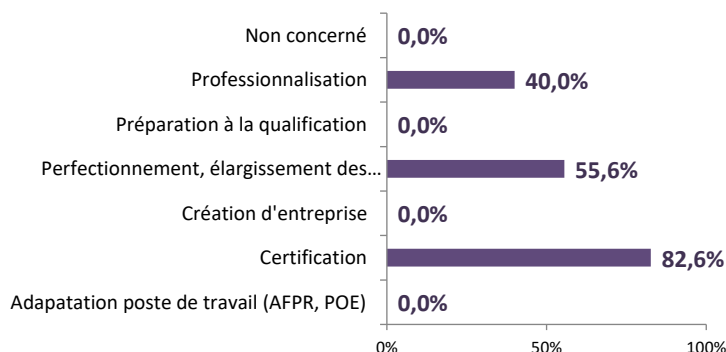 Non concerné 0,0%
Professionnalisation 40,0%
Préparation à la qualification 0,0%
Perfectionnement, élargissement des... 55,6%
Création d'entreprise 0,0%
Certification 82,6%
Adapatation poste de travail (AFPR, POE) 0,0%
0% 50% 100%